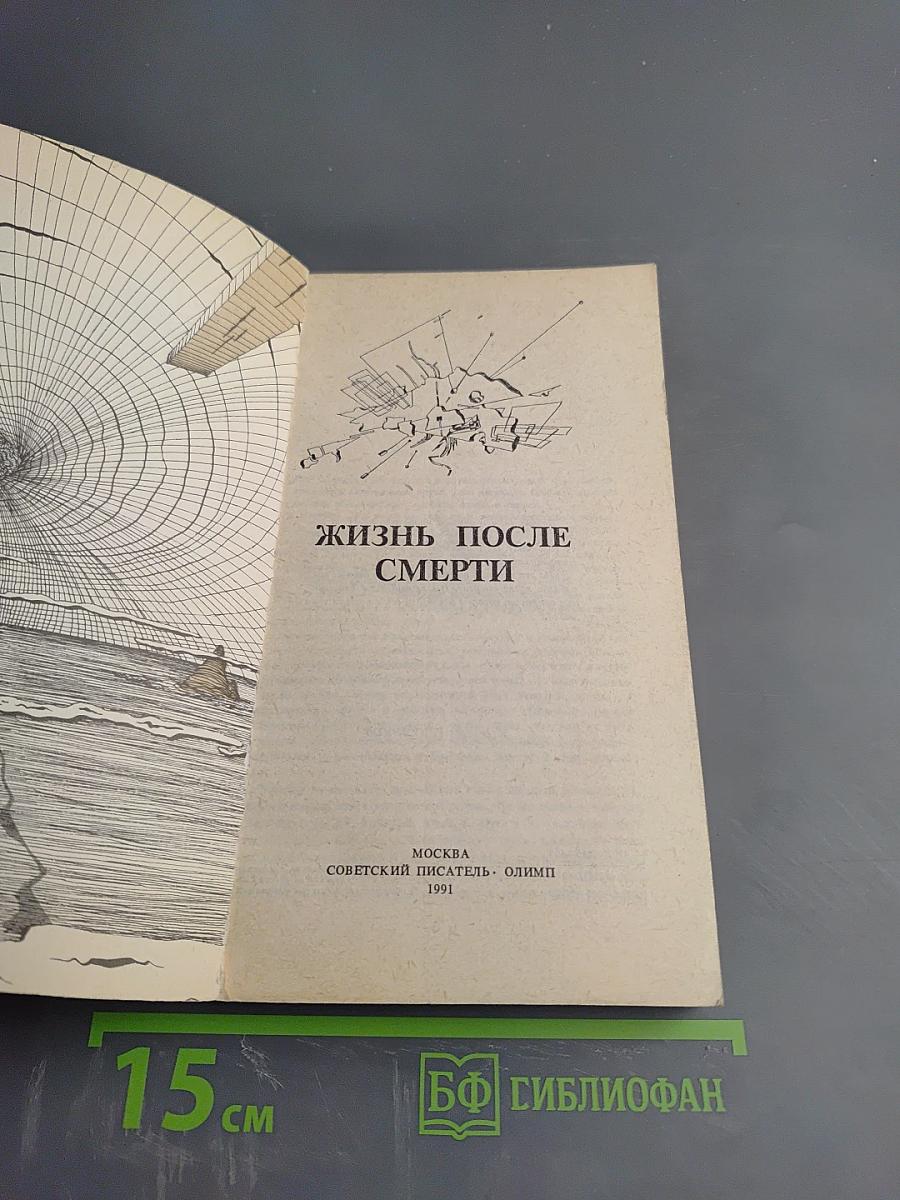 ЖИЗНЬ ПОСЛЕ
СМЕРТИ
МОСКВА
СОВЕТСКИЙ ПИСАТЕЛЬ · ОЛИМП
1991
15 см
БФ БИБЛИОФАН